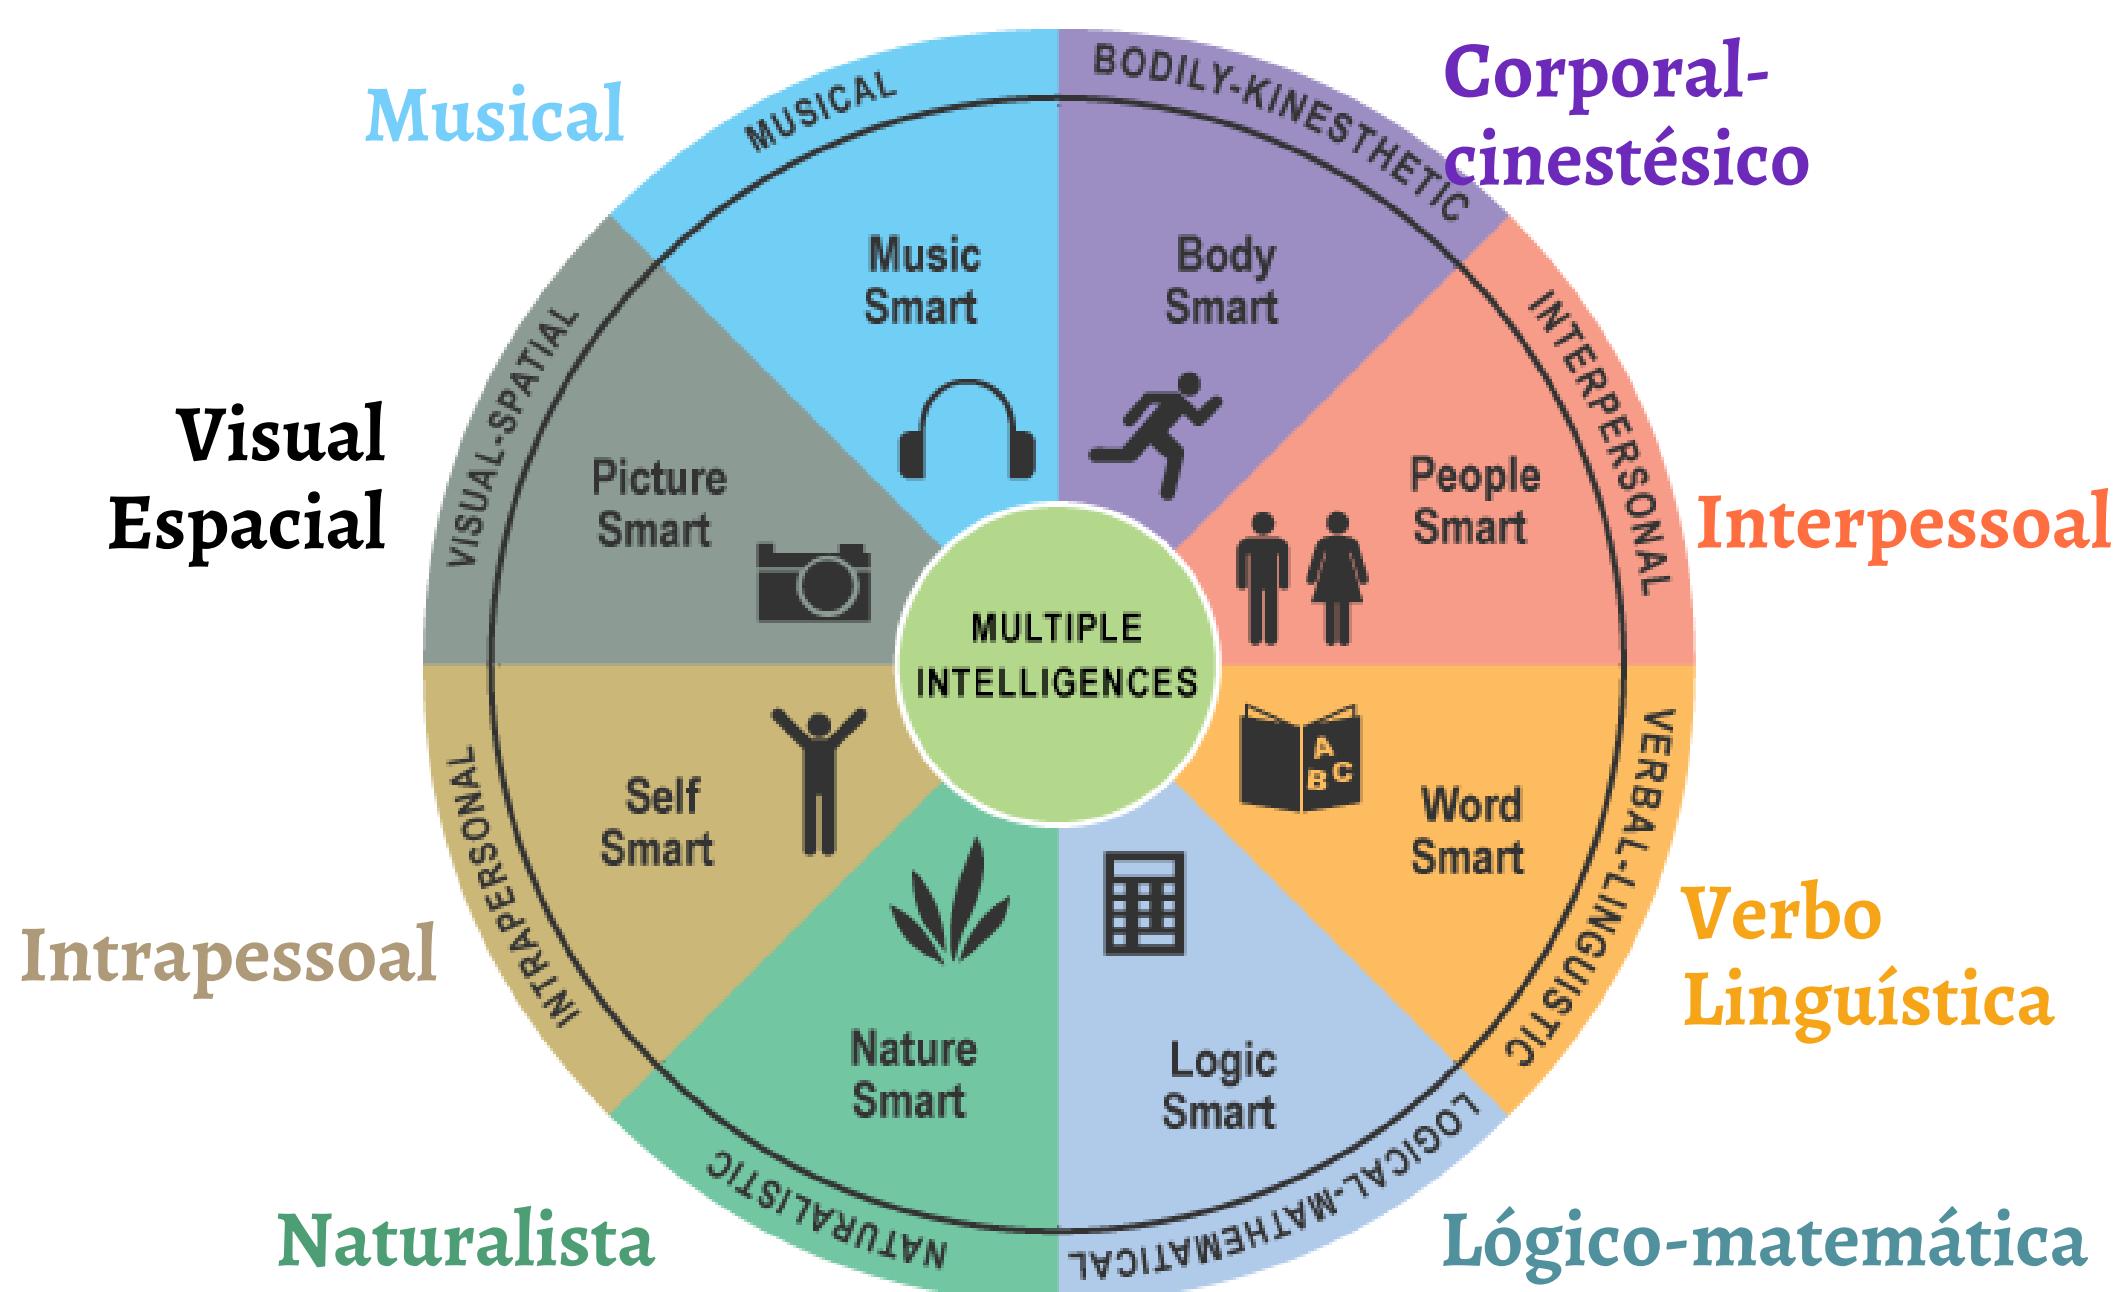 Musical
MUSICAL
BODILY-KINESTHETIC
Corporal-
cinestésico
Music
Smart
Body
Smart
INTERPERSONAL
People
Smart
Interpessoal
VISUAL-SPATIAL
Visual
Espacial
Picture
Smart
MULTIPLE
INTELLIGENCES
INTRAPERSONAL
Self
Smart
Intrapessoal
A
B C
Word
Smart
VERBAL-LINGUISTIC
Verbo
Linguística
Nature
Smart
NATURALISTIC
Naturalista
Logic
Smart
LOGICAL-MATHEMATICAL
Lógico-matemática